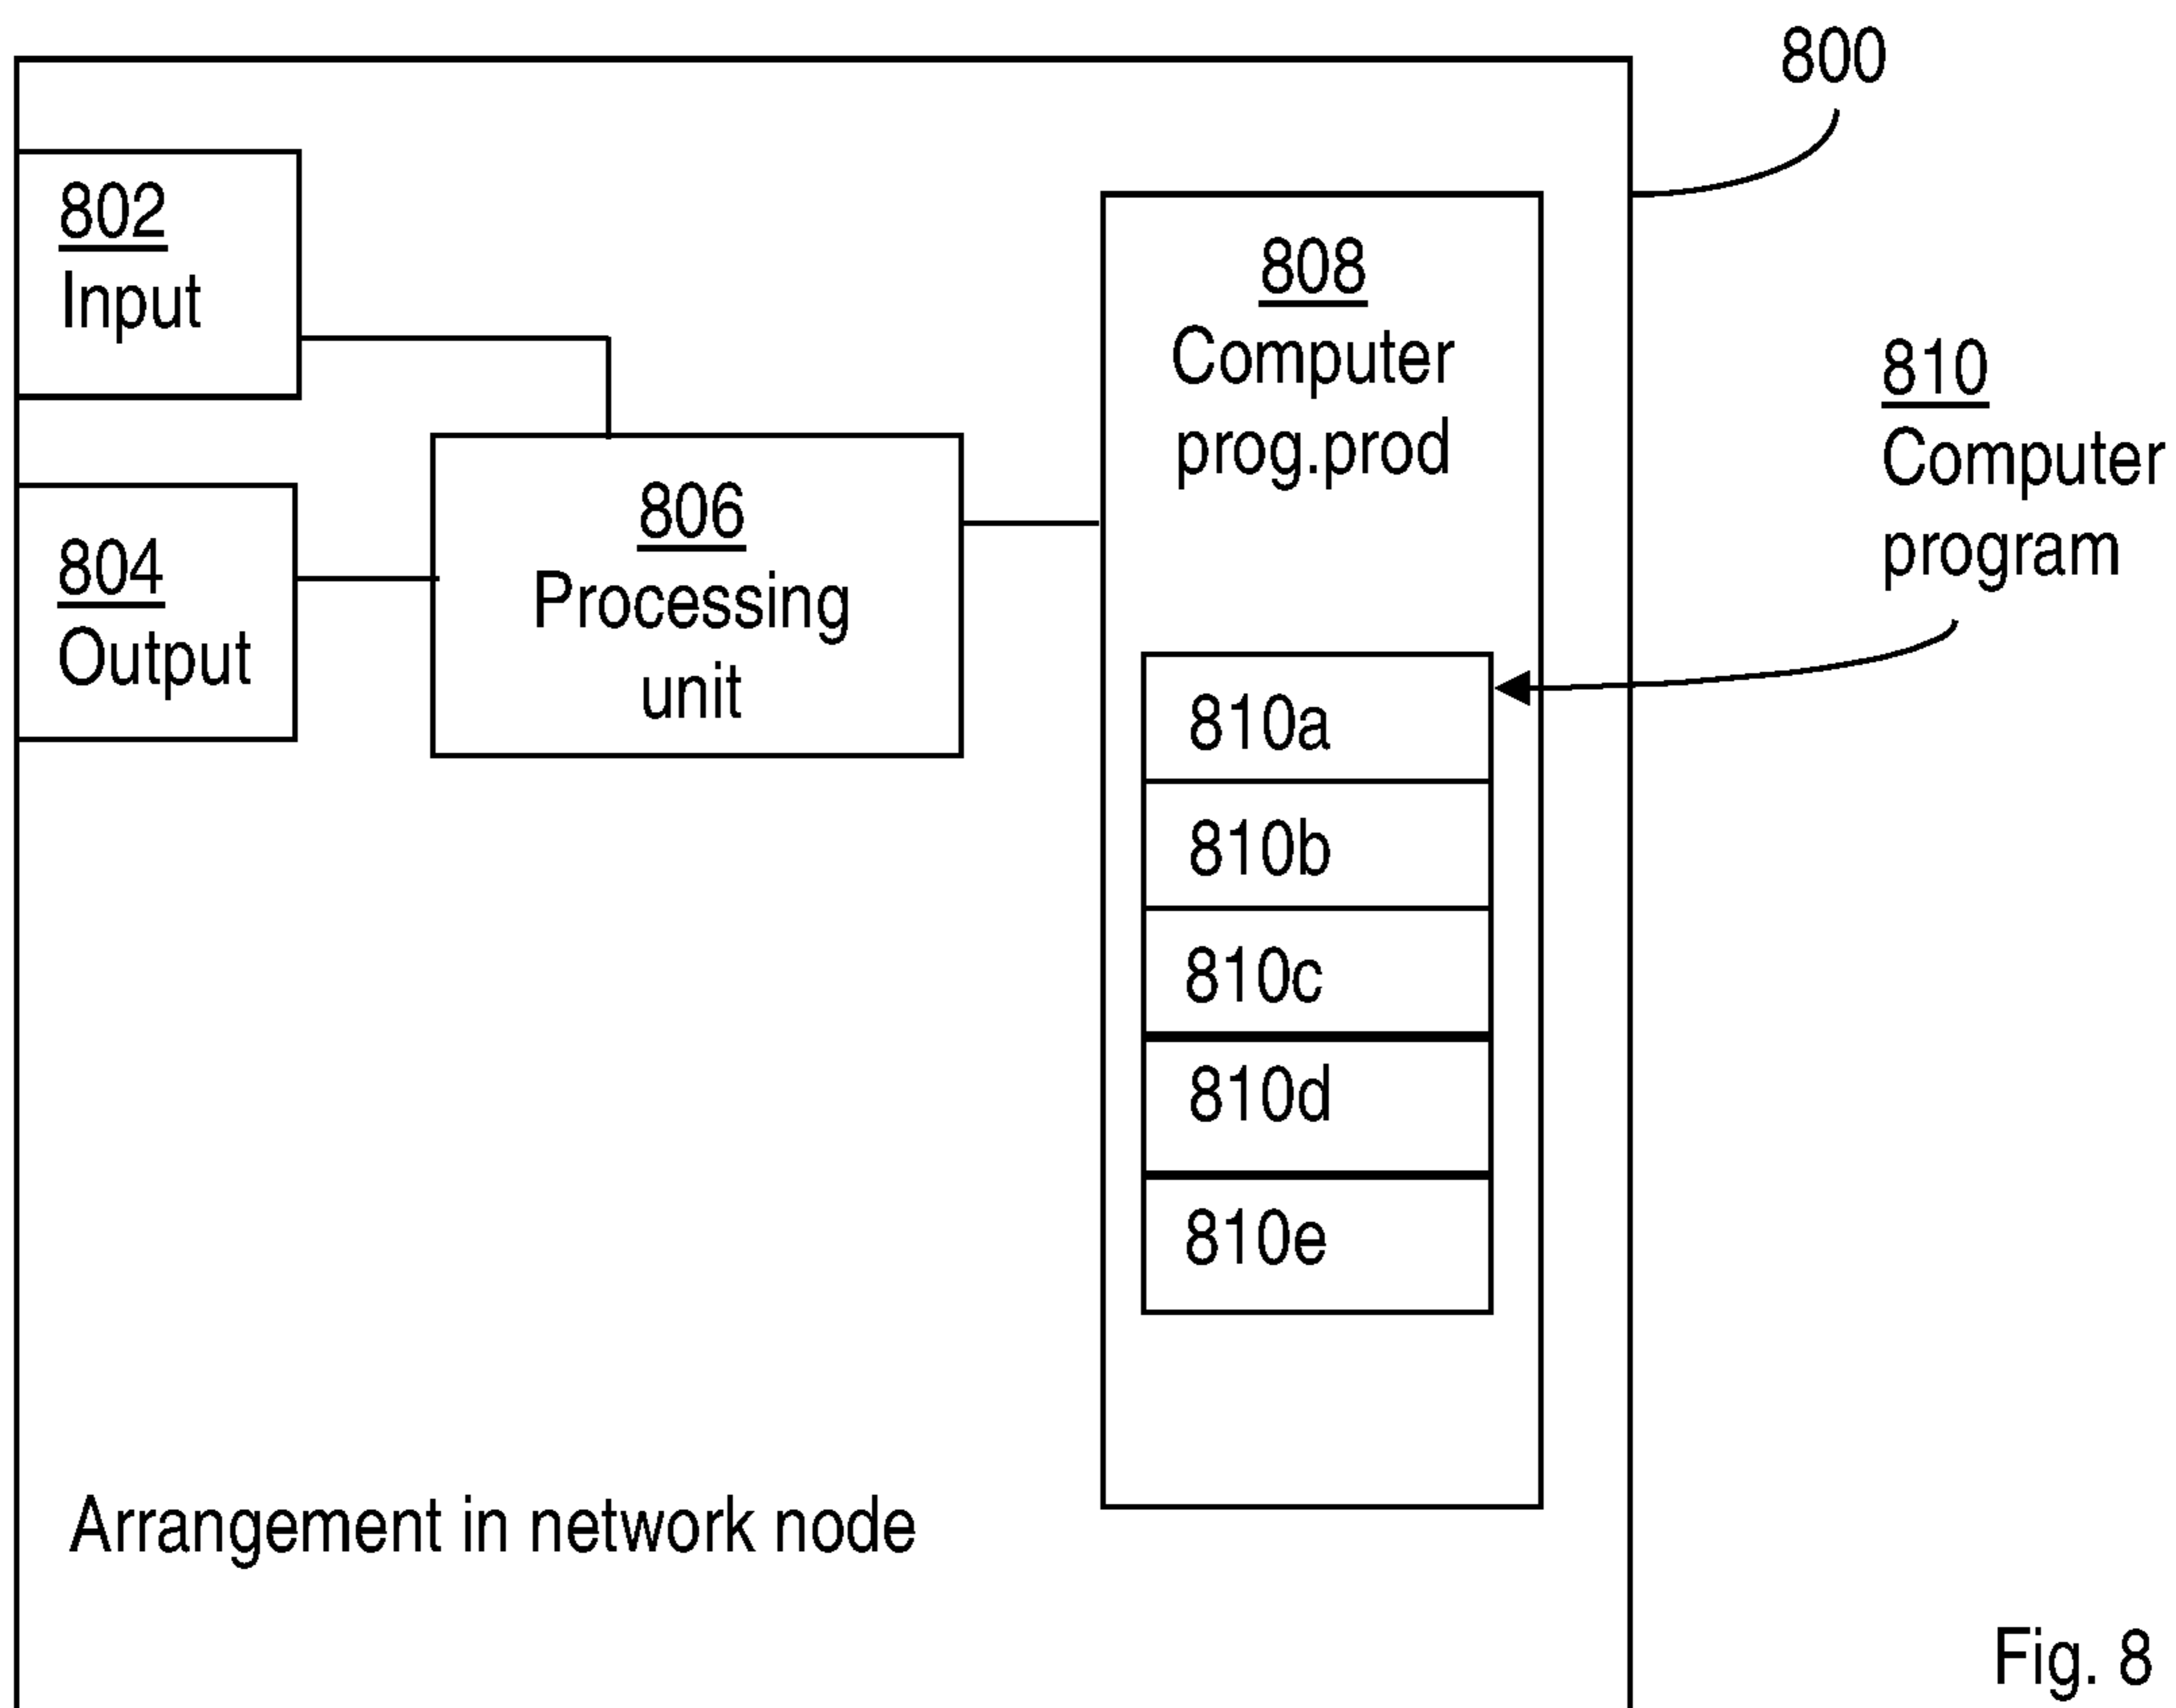 800
802
Input
808
Computer
prog.prod
810
Computer
program
806
Processing
unit
804
Output
810a
810b
810c
810d
810e
Arrangement in network node
Fig. 8